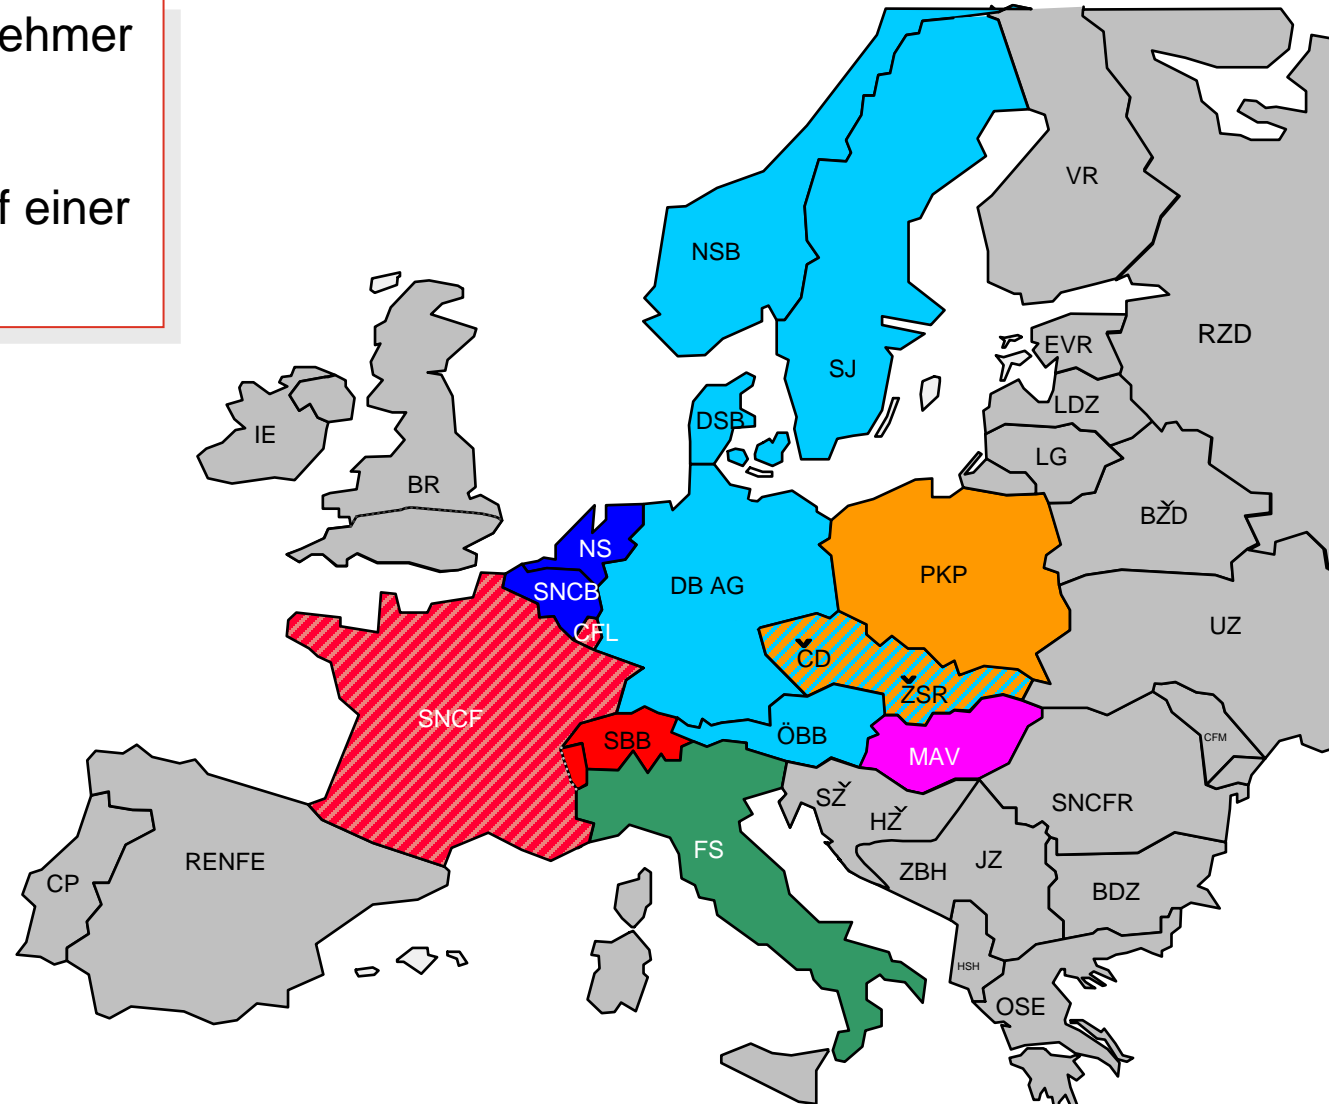 ehmer
f einer
VR
NSB
RZD
EVR
SJ
LDZ
DSB
IE
LG
BR
BŽD
NS
PKP
DB AG
SNCB
UZ
CFL
ČD
ŽSR
SNCF
ÖBB
SBB
CFM
MAV
SŽ
SNCFR
HŽ
FS
JZ
RENFE
ZBH
CP
BDZ
HSH
OSE